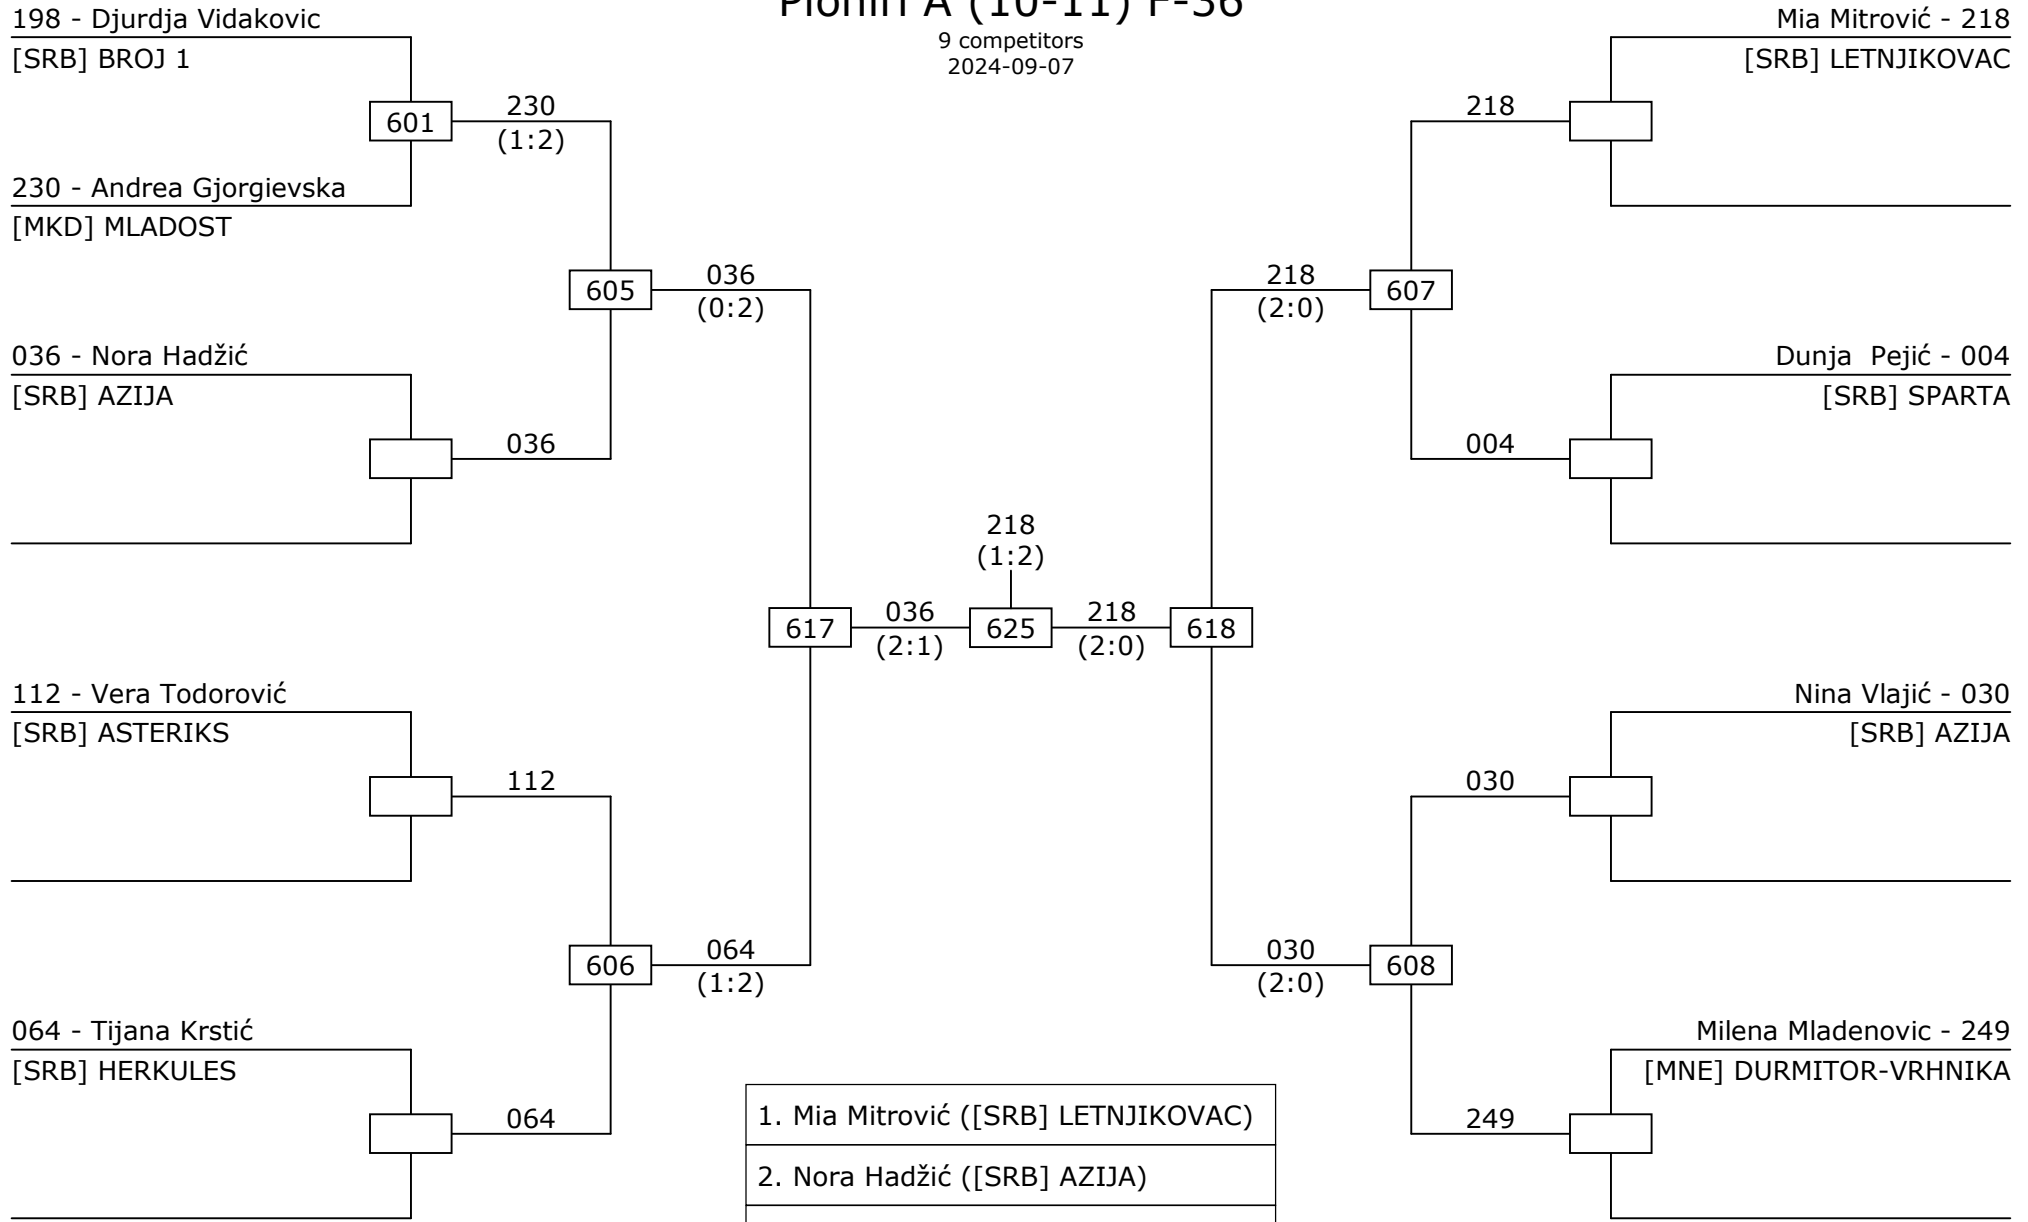 Pioniri A (10-11) F-36
9 competitors
2024-09-07
198 - Djurdja Vidakovic
[SRB] BROJ 1
601
230
(1:2)
230 - Andrea Gjorgievska
[MKD] MLADOST
605
036
(0:2)
036 - Nora Hadžić
[SRB] AZIJA
036
112 - Vera Todorović
[SRB] ASTERIKS
112
606
064
(1:2)
064 - Tijana Krstić
[SRB] HERKULES
064
617
036
(2:1)
218
(1:2)
625
218
(2:0)
618
Mia Mitrović - 218
[SRB] LETNJIKOVAC
218
218
(2:0)
607
Dunja  Pejić - 004
[SRB] SPARTA
004
Nina Vlajić - 030
[SRB] AZIJA
030
030
(2:0)
608
Milena Mladenovic - 249
[MNE] DURMITOR-VRHNIKA
249
1. Mia Mitrović ([SRB] LETNJIKOVAC)
2. Nora Hadžić ([SRB] AZIJA)